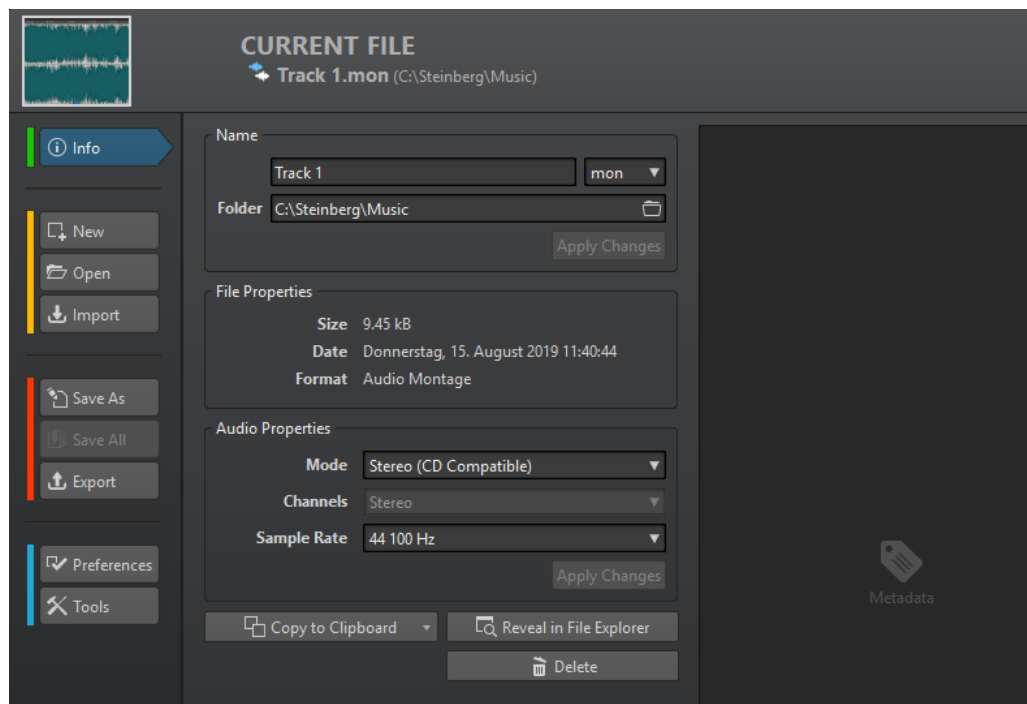 CURRENT FILE
Track 1.mon (C:\Steinberg\Music)
Info
New
Open
Import
Save As
Save All
Export
Preferences
Tools
Name
Track 1 mon
Folder C:\Steinberg\Music
Apply Changes
File Properties
Size 9.45 kB
Date Donnerstag, 15. August 2019 11:40:44
Format Audio Montage
Audio Properties
Mode Stereo (CD Compatible)
Channels Stereo
Sample Rate 44 100 Hz
Apply Changes
Copy to Clipboard Reveal in File Explorer
Delete
Metadata